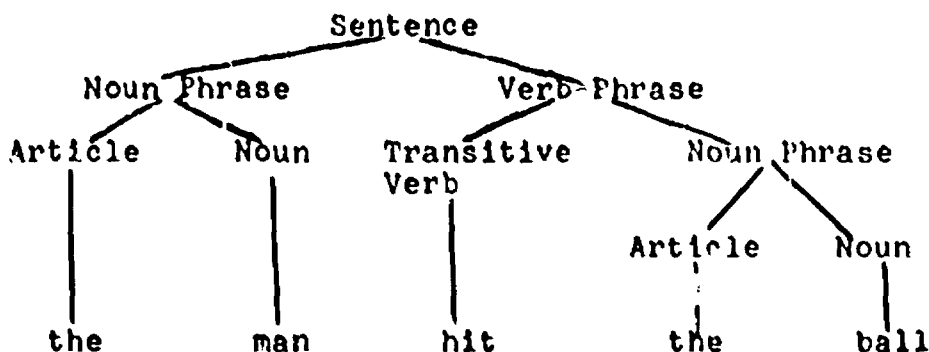 Sentence
Noun Phrase Verb Phrase
Article Noun Transitive Noun Phrase
Verb
Article Noun
the man hit the ball